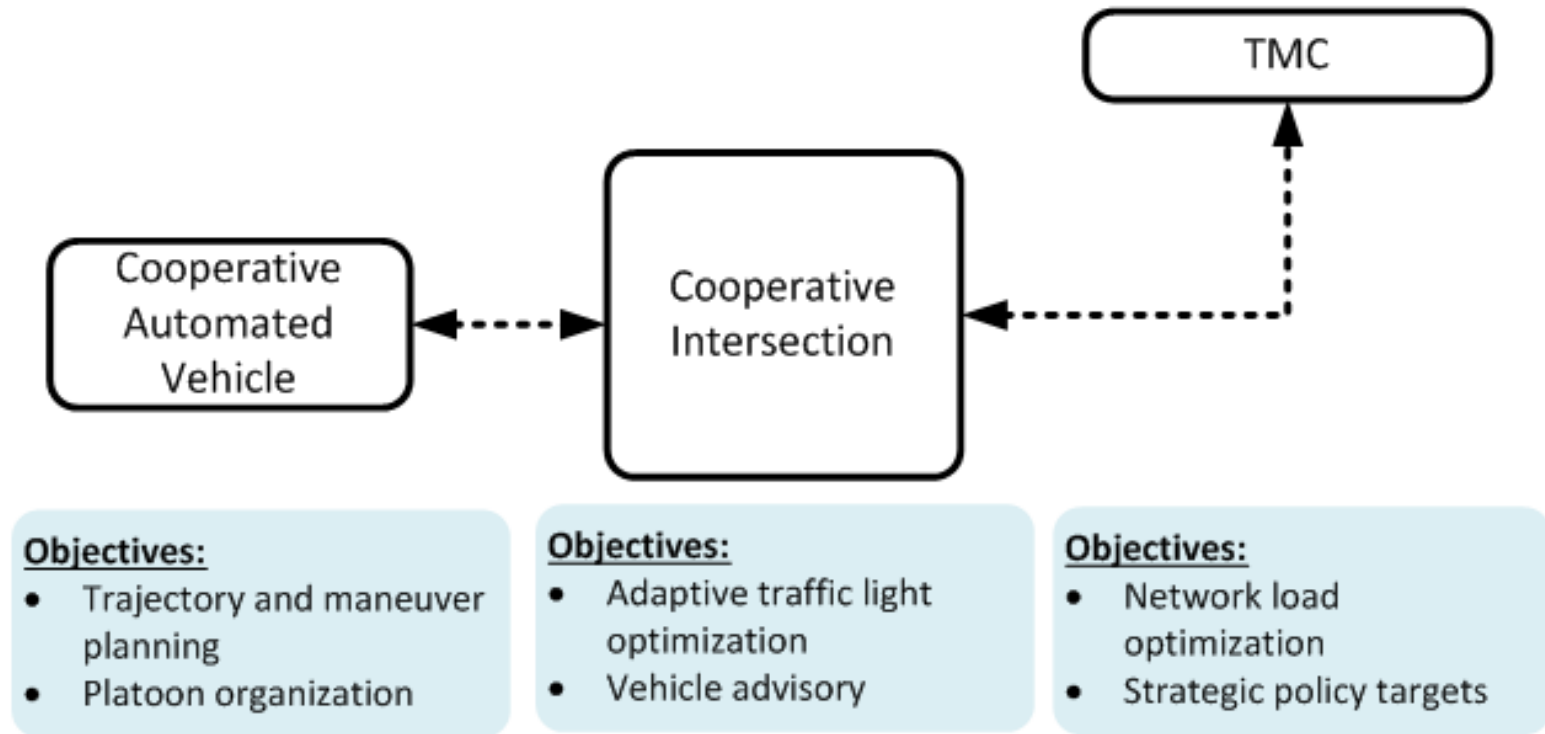 TMC
Cooperative
Automated
Vehicle
Cooperative
Intersection
Objectives:
• Trajectory and maneuver
planning
• Platoon organization
Objectives:
• Adaptive traffic light
optimization
• Vehicle advisory
Objectives:
• Network load
optimization
• Strategic policy targets